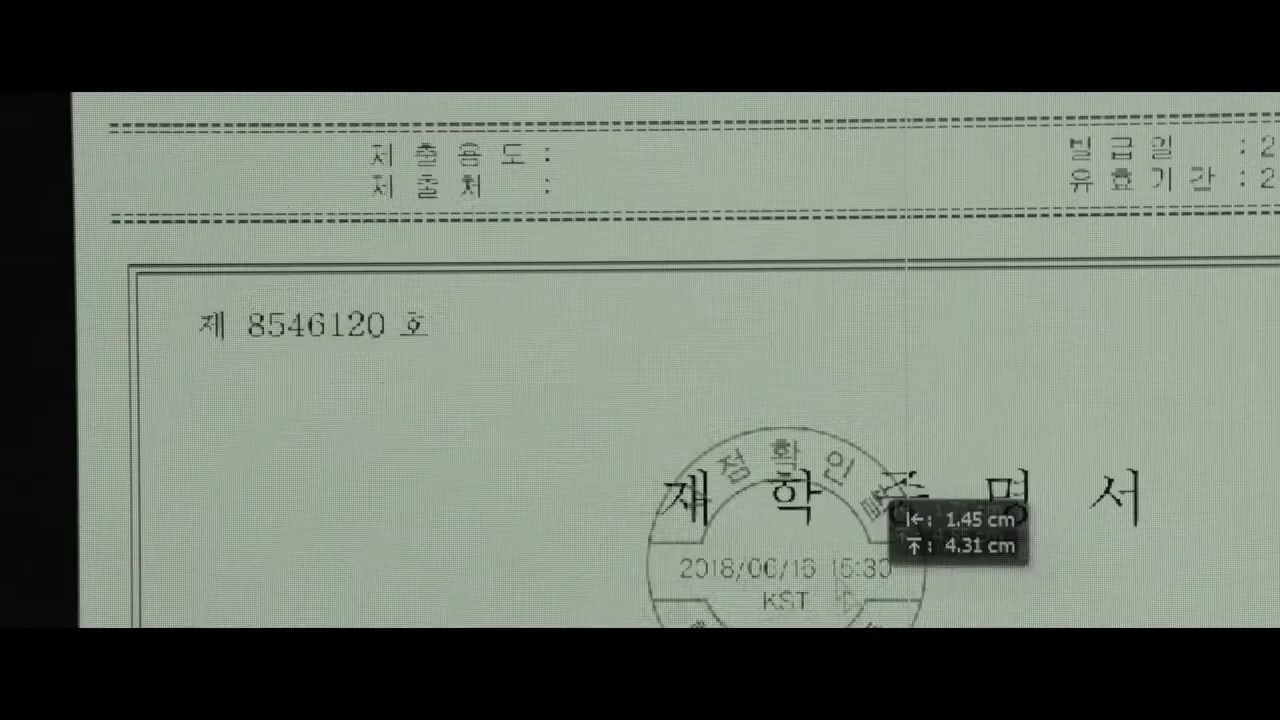 제 출 용 도 :
발 급 일 : 2
제 출 처 :
유 효 기 간 : 2
제 8546120 호
점 확 인
재 학 증 명 서
1.45 cm
4.31 cm
2018/06/16 15:30
KST